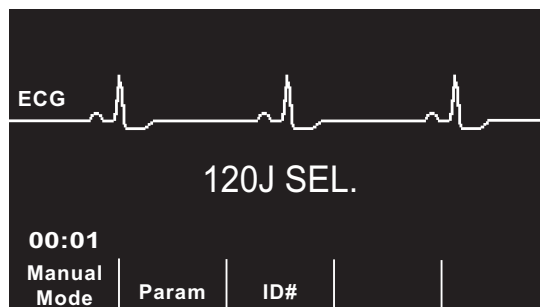 ECG
120J SEL.
00:01
Manual
Mode
Param
ID#